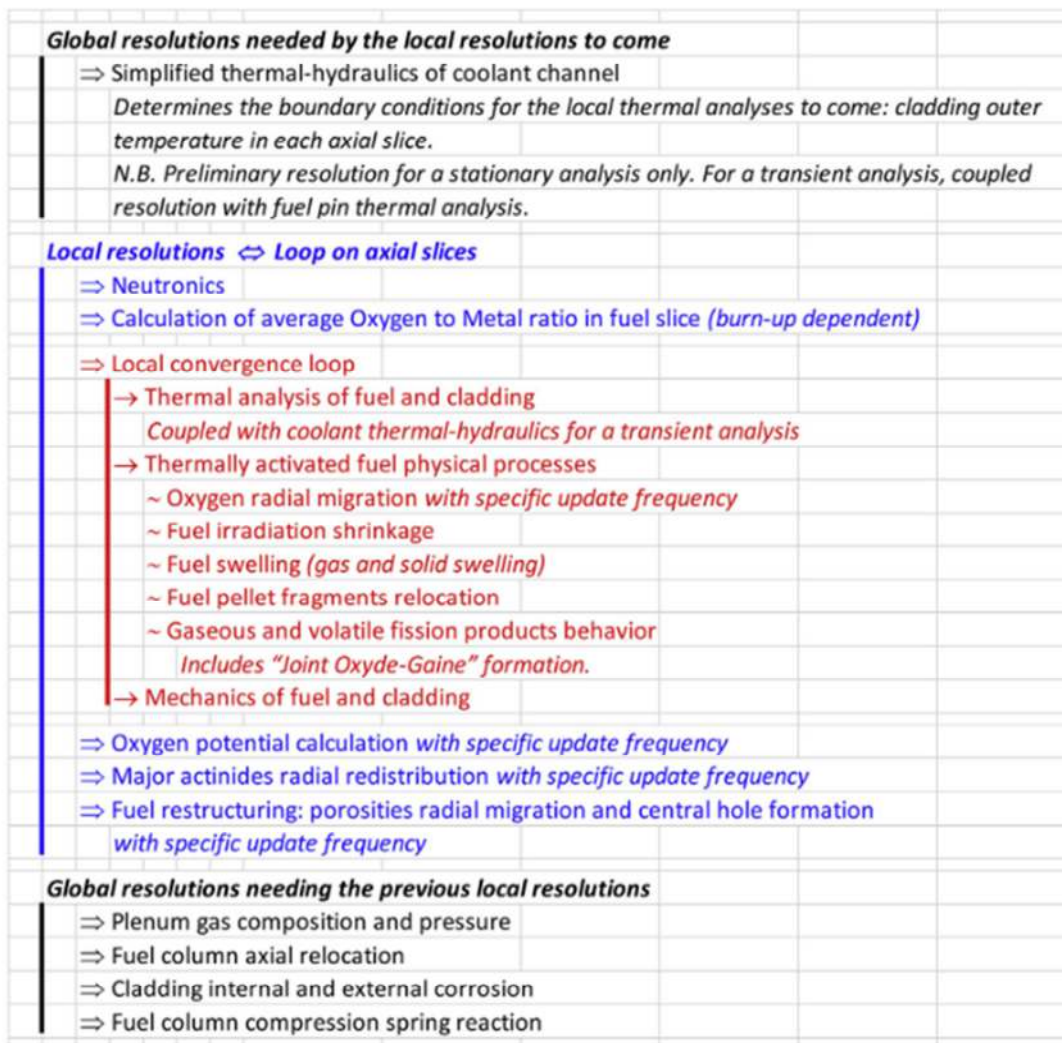 Global resolutions needed by the local resolutions to come
⇒ Simplified thermal-hydraulics of coolant channel
Determines the boundary conditions for the local thermal analyses to come: cladding outer
temperature in each axial slice.
N.B. Preliminary resolution for a stationary analysis only. For a transient analysis, coupled
resolution with fuel pin thermal analysis.
Local resolutions ⇔ Loop on axial slices
⇒ Neutronics
⇒ Calculation of average Oxygen to Metal ratio in fuel slice (burn-up dependent)
⇒ Local convergence loop
→ Thermal analysis of fuel and cladding
Coupled with coolant thermal-hydraulics for a transient analysis
→ Thermally activated fuel physical processes
~ Oxygen radial migration with specific update frequency
~ Fuel irradiation shrinkage
~ Fuel swelling (gas and solid swelling)
~ Fuel pellet fragments relocation
~ Gaseous and volatile fission products behavior
Includes “Joint Oxyde-Gaine” formation.
→ Mechanics of fuel and cladding
⇒ Oxygen potential calculation with specific update frequency
⇒ Major actinides radial redistribution with specific update frequency
⇒ Fuel restructuring: porosities radial migration and central hole formation
with specific update frequency
Global resolutions needing the previous local resolutions
⇒ Plenum gas composition and pressure
⇒ Fuel column axial relocation
⇒ Cladding internal and external corrosion
⇒ Fuel column compression spring reaction